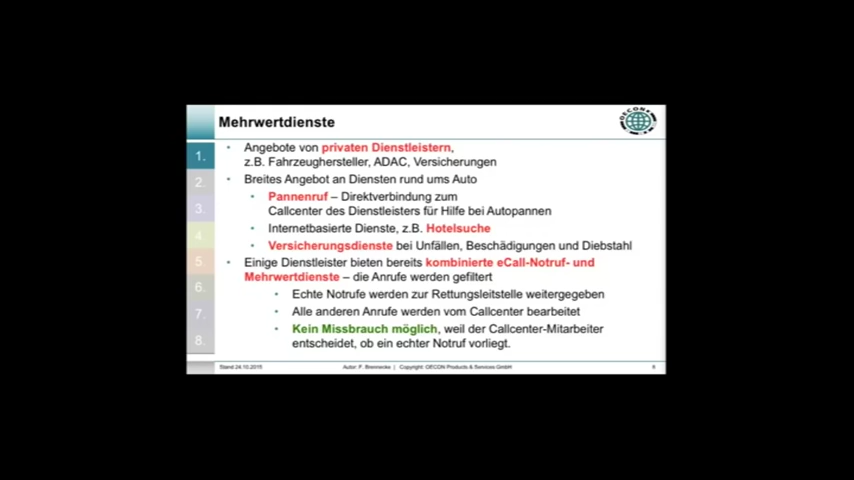 Mehrwertdienste
OECON
1.
2.
3.
4.
5.
6.
7.
8.
• Angebote von privaten Dienstleistern,
z.B. Fahrzeughersteller, ADAC, Versicherungen
• Breites Angebot an Diensten rund ums Auto
• Pannenruf – Direktverbindung zum
Callcenter des Dienstleisters für Hilfe bei Autopannen
• Internetbasierte Dienste, z.B. Hotelsuche
• Versicherungsdienste bei Unfällen, Beschädigungen und Diebstahl
• Einige Dienstleister bieten bereits kombinierte eCall-Notruf- und
Mehrwertdienste – die Anrufe werden gefiltert
• Echte Notrufe werden zur Rettungsleitstelle weitergegeben
• Alle anderen Anrufe werden vom Callcenter bearbeitet
• Kein Missbrauch möglich, weil der Callcenter-Mitarbeiter
entscheidet, ob ein echter Notruf vorliegt.
Stand 24.10.2015 Autor: F. Brennecke | Copyright: OECON Products & Services GmbH